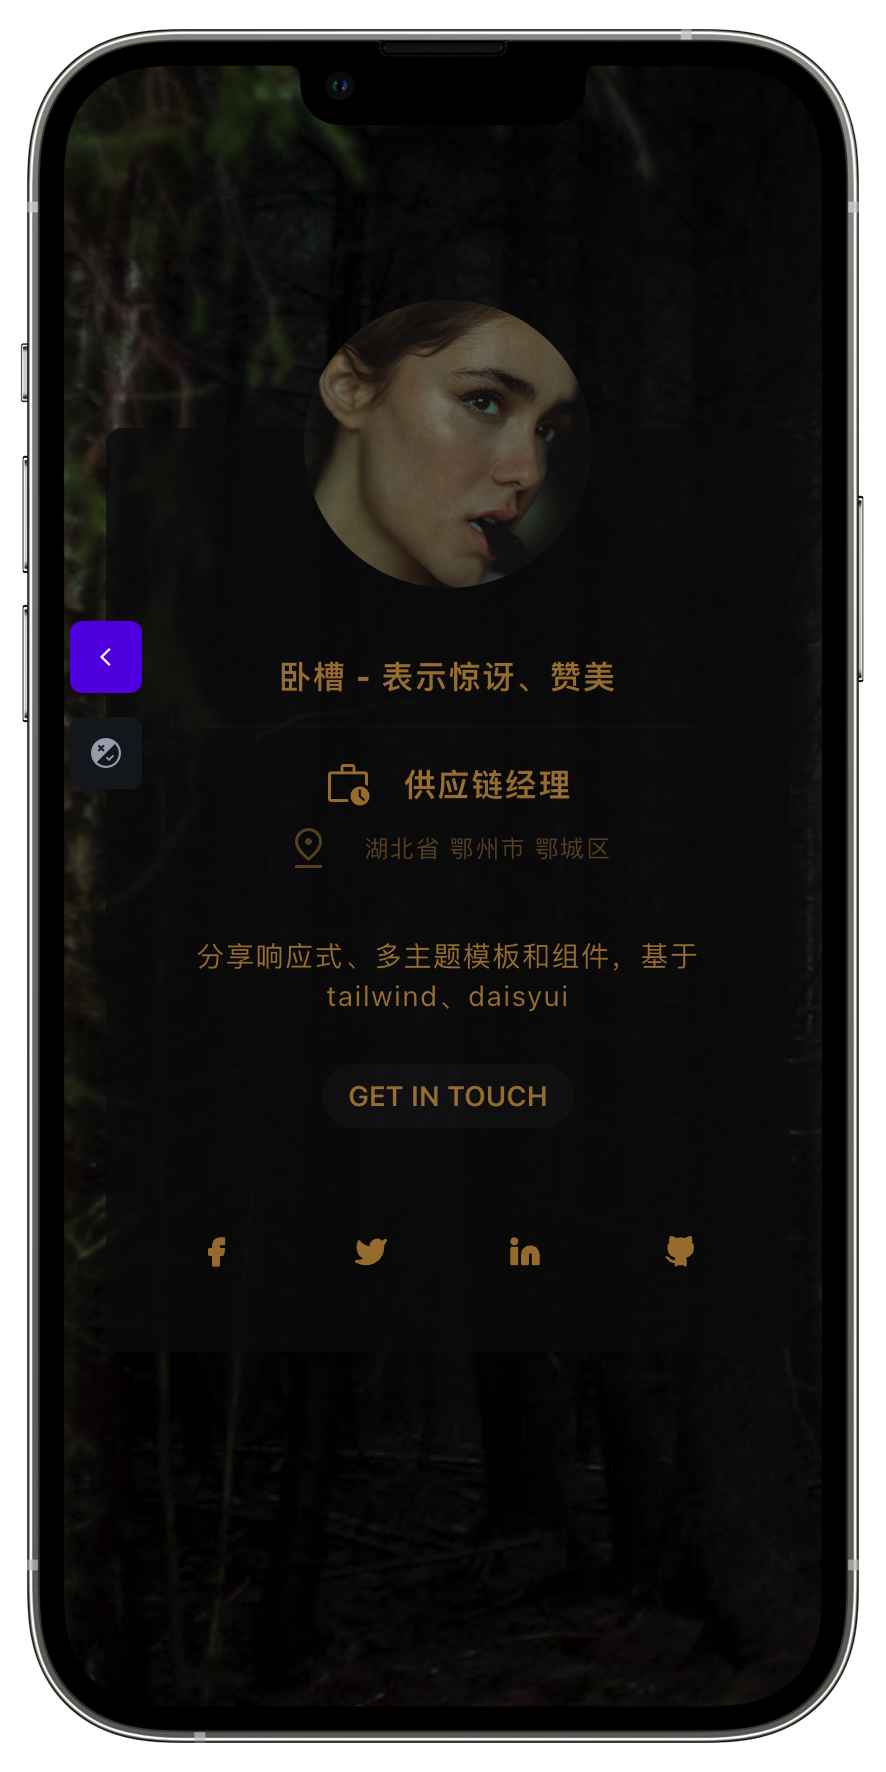 卧槽 - 表示惊讶、赞美
供应链经理
湖北省 鄂州市 鄂城区
分享响应式、多主题模板和组件，基于
tailwind、daisyui
GET IN TOUCH